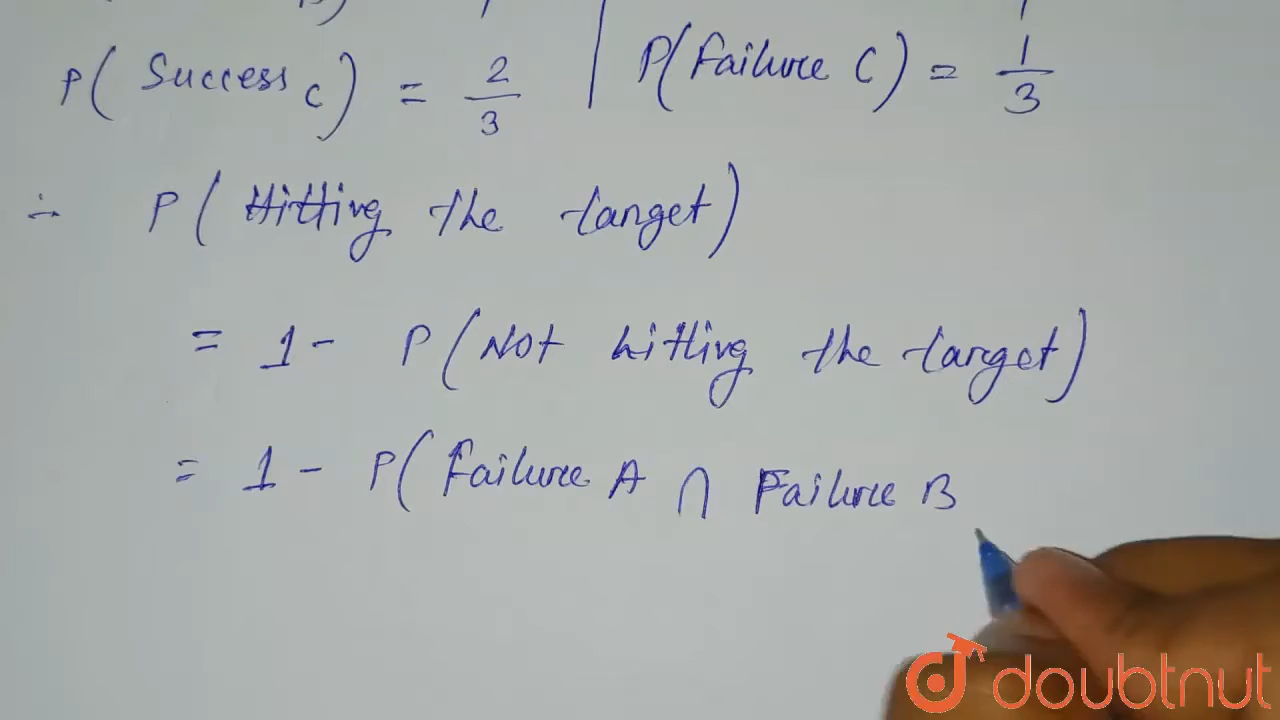 P( Success C ) = 2/3 | P(Failure C) = 1/3
∴ P( Hitting the target)
= 1 - P( Not hitting the target)
= 1 - P( Failure A ∩ Failure B
doubtnut